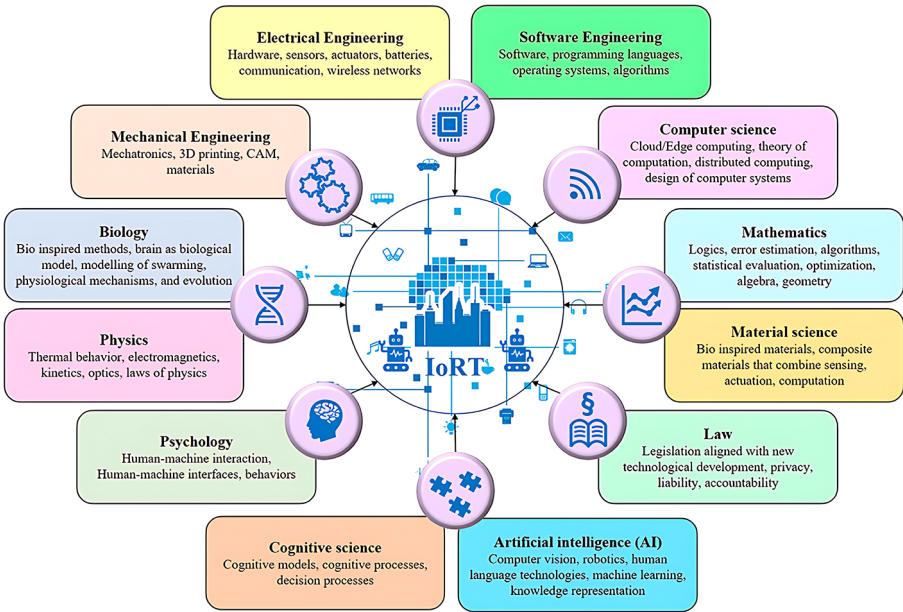 Electrical Engineering
Hardware, sensors, actuators, batteries,
communication, wireless networks
Software Engineering
Software, programming languages,
operating systems, algorithms
Mechanical Engineering
Mechatronics, 3D printing, CAM,
materials
Computer science
Cloud/Edge computing, theory of
computation, distributed computing,
design of computer systems
Biology
Bio inspired methods, brain as biological
model, modelling of swarming,
physiological mechanisms, and evolution
Mathematics
Logics, error estimation, algorithms,
statistical evaluation, optimization,
algebra, geometry
Physics
Thermal behavior, electromagnetics,
kinetics, optics, laws of physics
IoRT
Material science
Bio inspired materials, composite
materials that combine sensing,
actuation, computation
Psychology
Human-machine interaction,
Human-machine interfaces, behaviors
§
Law
Legislation aligned with new
technological development, privacy,
liability, accountability
Cognitive science
Cognitive models, cognitive processes,
decision processes
Artificial intelligence (AI)
Computer vision, robotics, human
language technologies, machine learning,
knowledge representation